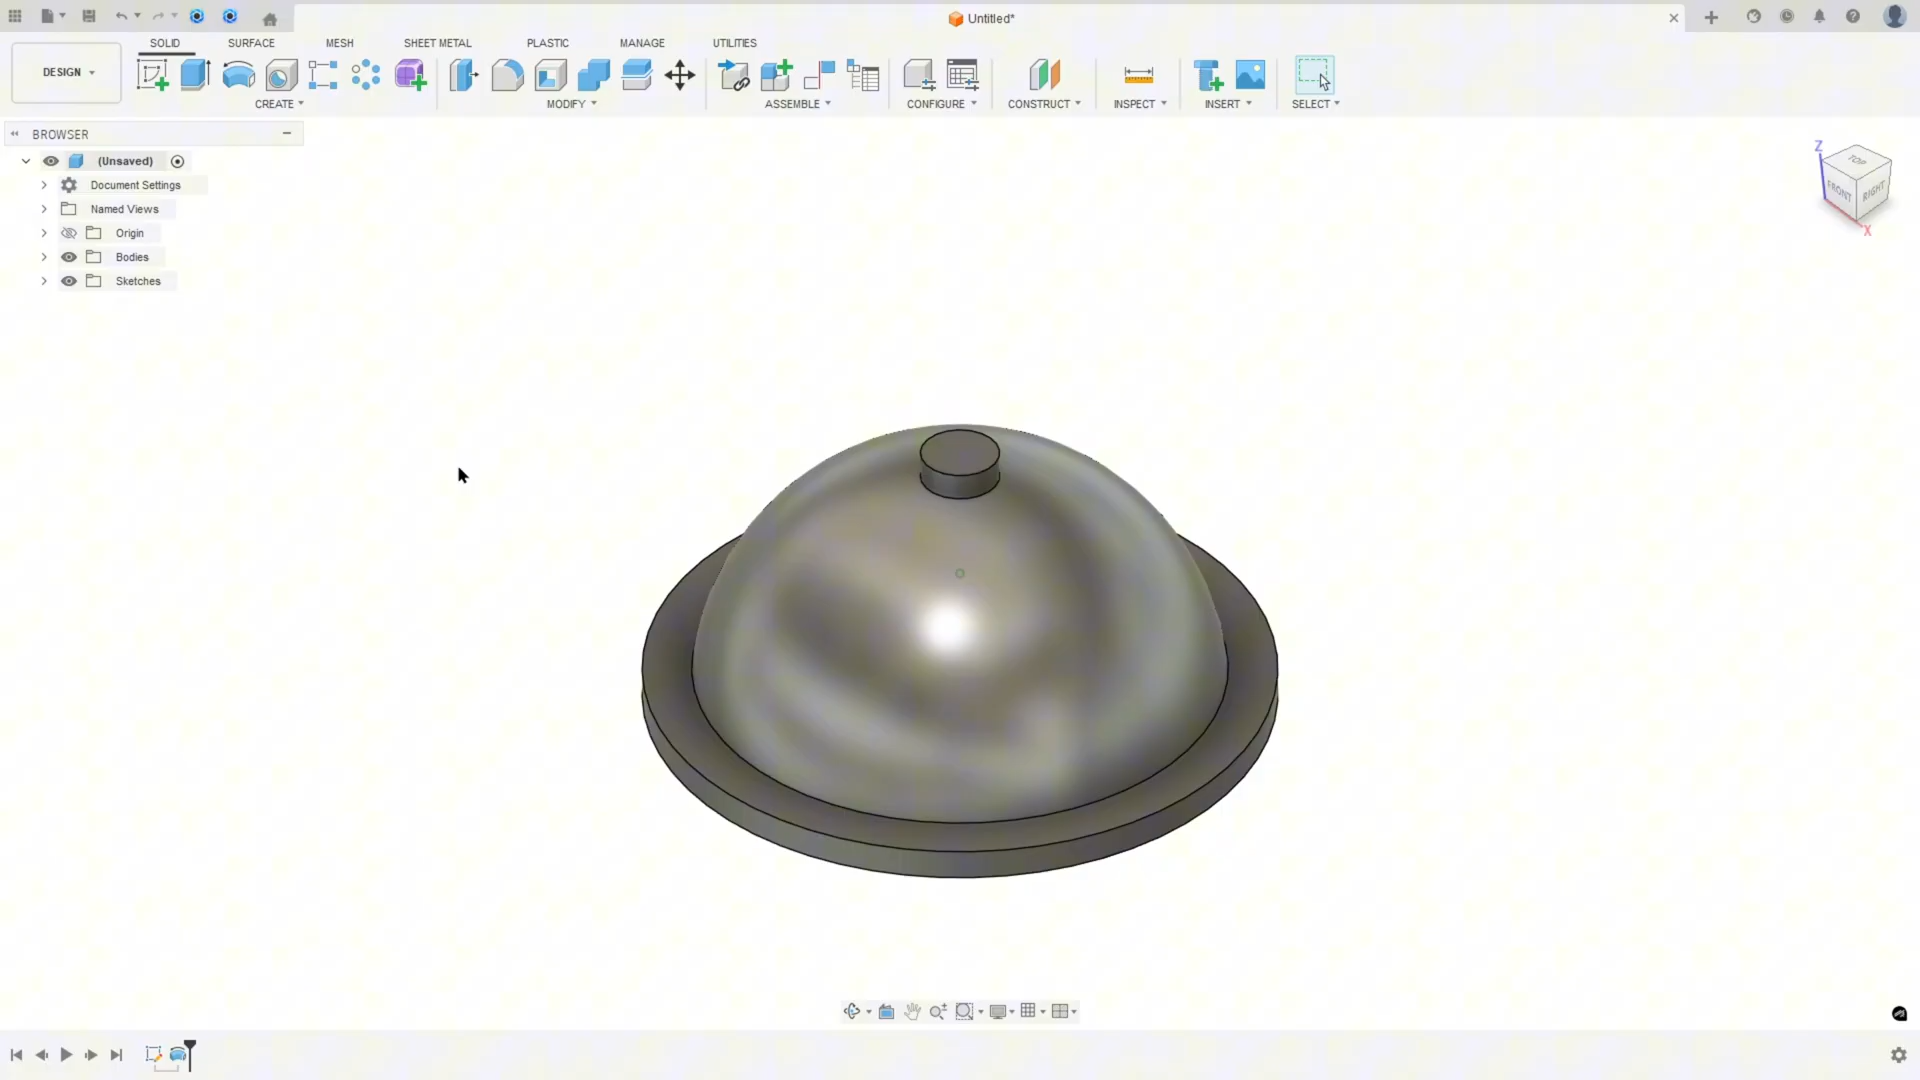 Untitled*
DESIGN
SOLID SURFACE MESH SHEET METAL PLASTIC MANAGE UTILITIES
CREATE MODIFY ASSEMBLE CONFIGURE CONSTRUCT INSPECT INSERT SELECT
BROWSER
(Unsaved)
Document Settings
Named Views
Origin
Bodies
Sketches
Z
TOP
FRONT
RIGHT
X